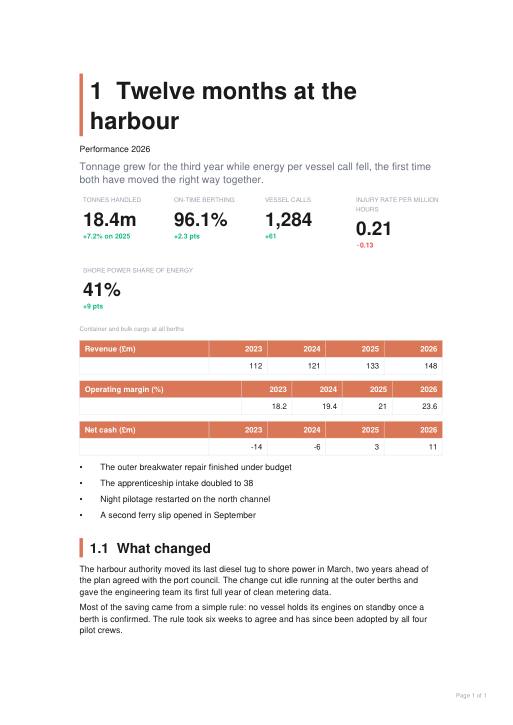 1 Twelve months at the
harbour
Performance 2026
Tonnage grew for the third year while energy per vessel call fell, the first time
both have moved the right way together.
TONNES HANDLED
18.4m
+7.2% on 2025
ON-TIME BERTHING
96.1%
+2.3 pts
VESSEL CALLS
1,284
+61
INJURY RATE PER MILLION
HOURS
0.21
-0.13
SHORE POWER SHARE OF ENERGY
41%
+9 pts
Container and bulk cargo at all berths
Revenue (£m) 2023 2024 2025 2026
112 121 133 148
Operating margin (%) 2023 2024 2025 2026
18.2 19.4 21 23.6
Net cash (£m) 2023 2024 2025 2026
-14 -6 3 11
• The outer breakwater repair finished under budget
• The apprenticeship intake doubled to 38
• Night pilotage restarted on the north channel
• A second ferry slip opened in September
1.1 What changed
The harbour authority moved its last diesel tug to shore power in March, two years ahead of
the plan agreed with the port council. The change cut idle running at the outer berths and
gave the engineering team its first full year of clean metering data.
Most of the saving came from a simple rule: no vessel holds its engines on standby once a
berth is confirmed. The rule took six weeks to agree and has since been adopted by all four
pilot crews.
Page 1 of 1